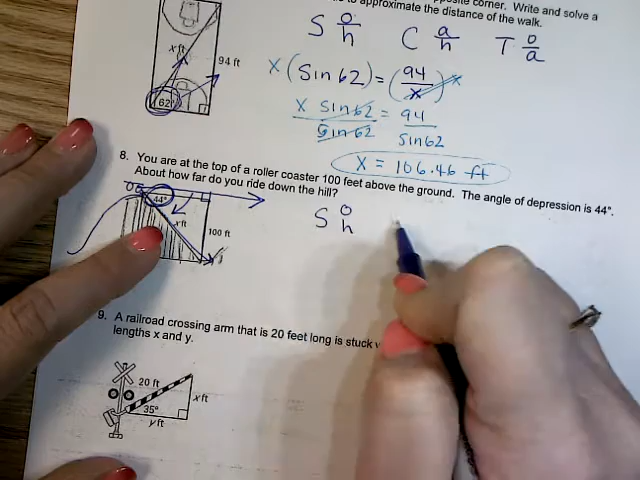 opposite corner. Write and solve a
to approximate the distance of the walk.
S o/h C a/h T o/a
x ft
94 ft
62°
x (Sin 62) = (94/x) x
x sin 62 = 94
sin 62 sin 62
x = 106.46 ft
8. You are at the top of a roller coaster 100 feet above the ground. The angle of depression is 44°.
About how far do you ride down the hill?
44°
x ft
100 ft
S o/h
9. A railroad crossing arm that is 20 feet long is stuck
lengths x and y.
20 ft
x ft
35°
y ft